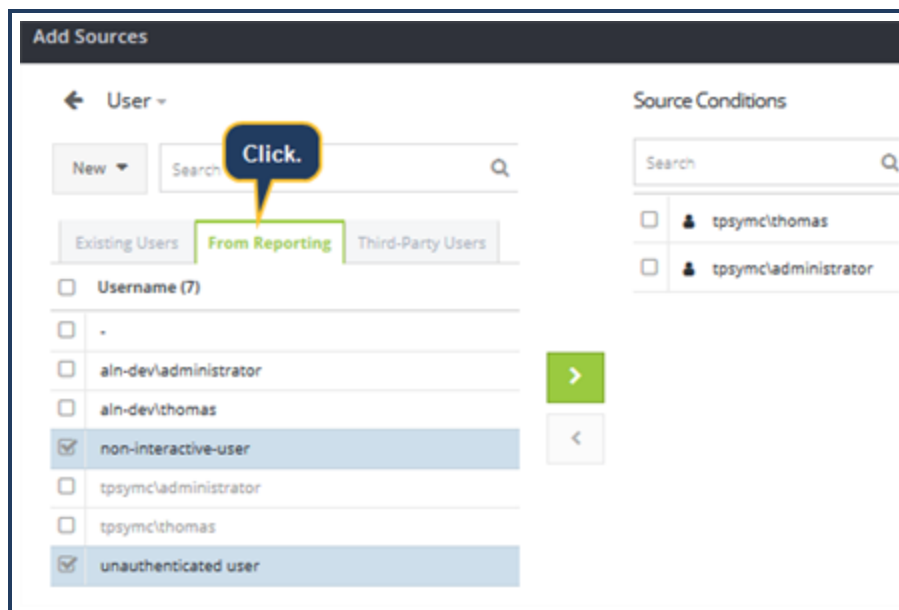 Add Sources
User
New
Search
Click.
Existing Users
From Reporting
Third-Party Users
Username (7)
-
aln-dev\administrator
aln-dev\thomas
non-interactive-user
tpsymc\administrator
tpsymc\thomas
unauthenticated user
Source Conditions
Search
tpsymc\thomas
tpsymc\administrator